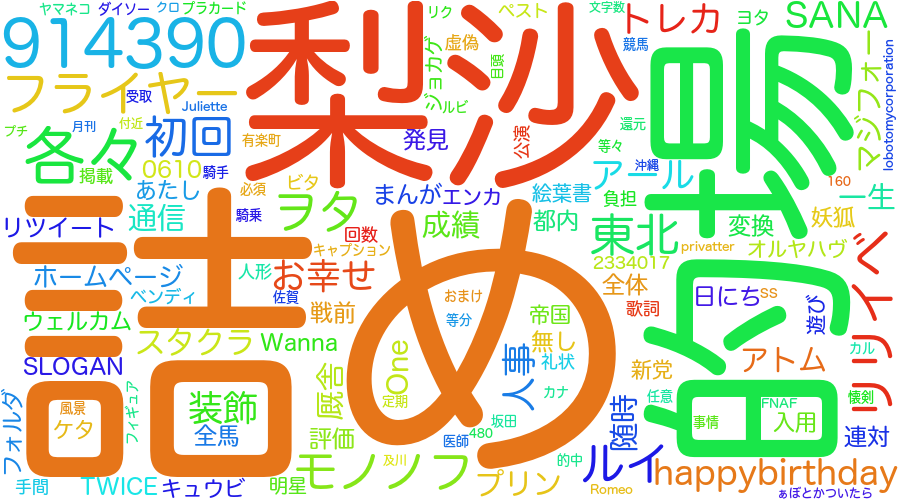 ヤマネコ
ダイソー
クロ
プラカード
914390
梨沙
リク
ペスト
文字数
トレカ
ヨタ
SANA
フライヤー
受取
Juliette
ジョカゲ
虚偽
目頭
競馬
場
マジフォー
lobotomycorporation
プチ
月刊
付近
初回
有楽町
発見
ルビ
公演
還元
各々
掲載
0610
騎手
等々
沖縄
アール
160
あたし
必須
ビタ
まんが
エンカ
絵葉書
負担
一生
リツイート
通信
騎乗
ヲタ
成績
都内
東北
変換
妖狐
詰め
回数
キャプション
privatter
オルヤハヴ
ホームページ
人形
お幸せ
2334017
ベンディ
佐賀
戦前
おまけ
帝国
全体
日にち
ss
ツリイベ
ウェルカム
等分
歌詞
遊び
スタクラ
Wanna
One
無し
的
SLOGAN
人事
礼状
新党
アトム
カル
回
装飾
厩舎
カナ
任意
FNAF
懐剣
フォルダ
風景
ケタ
フィギュア
全馬
定期
評価
坂田
随時
事情
入用
480
医師
連対
手間
TWICE
キュウビ
明星
モノノフ
及川
プリン
的中
ルイ
happybirthday
Romeo
ぁぼとかついたら